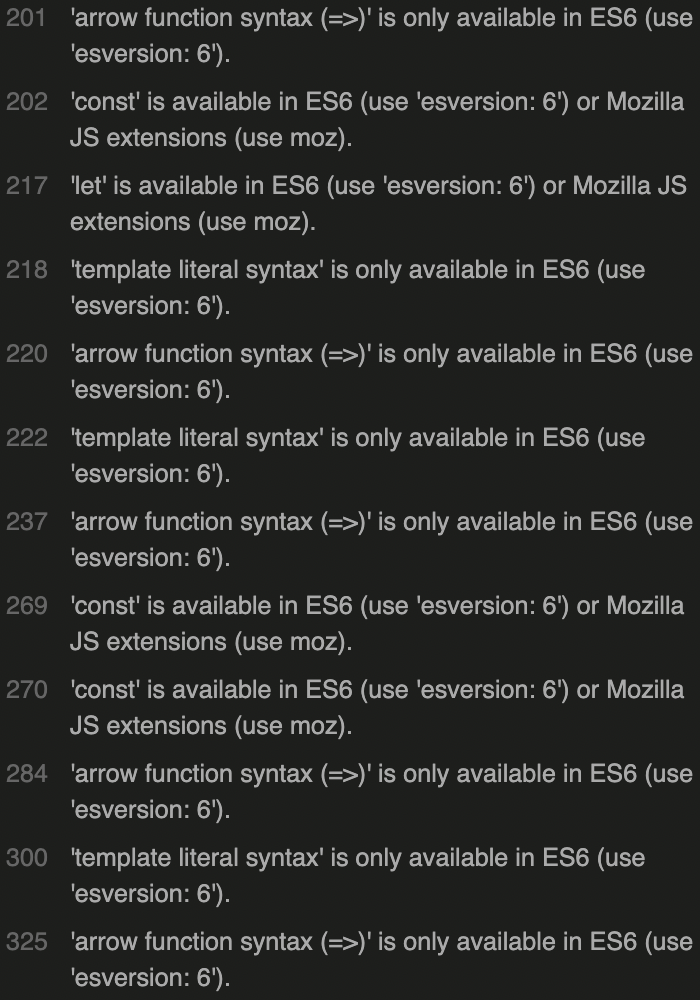 201 'arrow function syntax (=>)' is only available in ES6 (use
'esversion: 6').
202 'const' is available in ES6 (use 'esversion: 6') or Mozilla
JS extensions (use moz).
217 'let' is available in ES6 (use 'esversion: 6') or Mozilla JS
extensions (use moz).
218 'template literal syntax' is only available in ES6 (use
'esversion: 6').
220 'arrow function syntax (=>)' is only available in ES6 (use
'esversion: 6').
222 'template literal syntax' is only available in ES6 (use
'esversion: 6').
237 'arrow function syntax (=>)' is only available in ES6 (use
'esversion: 6').
269 'const' is available in ES6 (use 'esversion: 6') or Mozilla
JS extensions (use moz).
270 'const' is available in ES6 (use 'esversion: 6') or Mozilla
JS extensions (use moz).
284 'arrow function syntax (=>)' is only available in ES6 (use
'esversion: 6').
300 'template literal syntax' is only available in ES6 (use
'esversion: 6').
325 'arrow function syntax (=>)' is only available in ES6 (use
'esversion: 6').